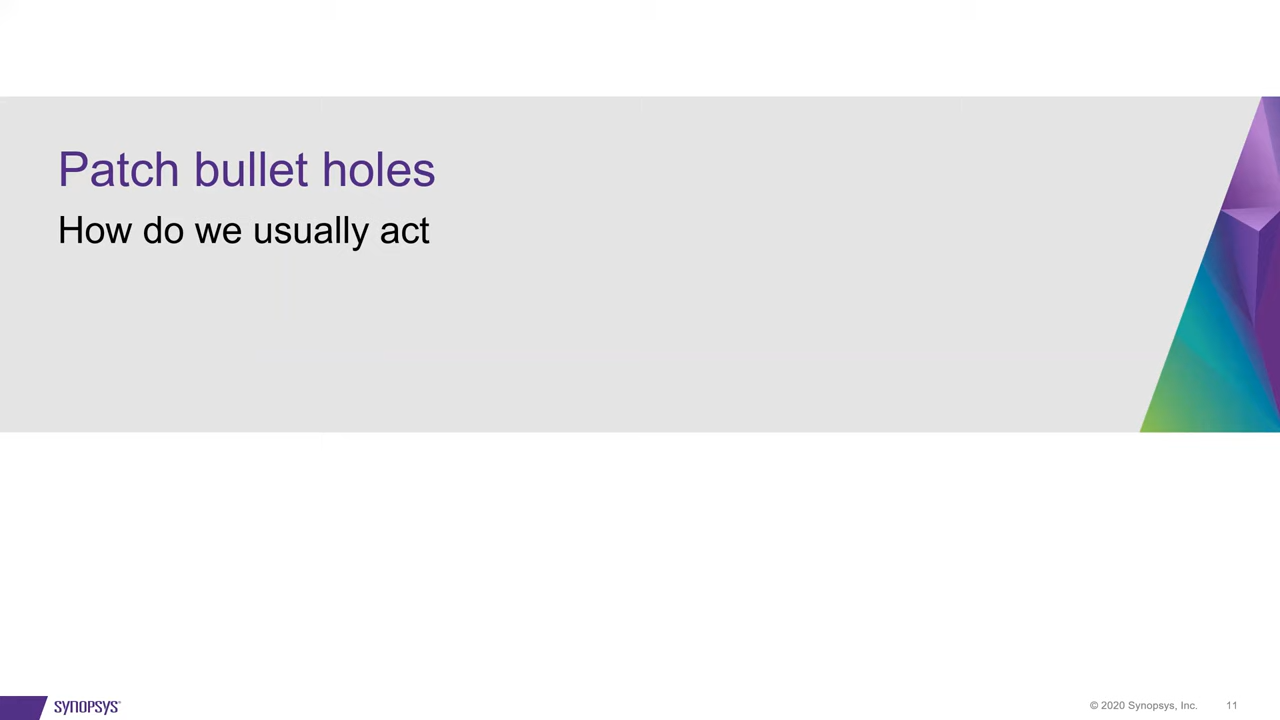 Patch bullet holes
How do we usually act
SYNOPSYS®
© 2020 Synopsys, Inc.
11